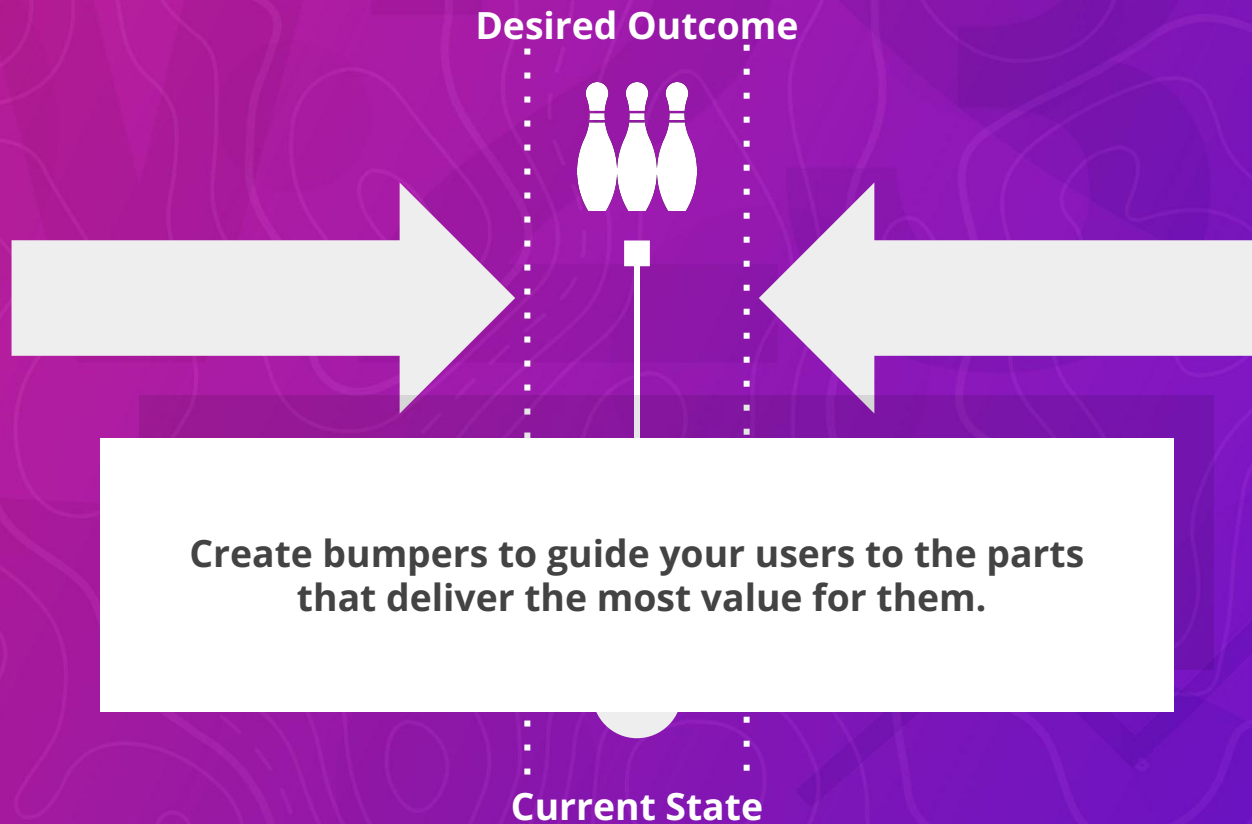 Desired Outcome
Create bumpers to guide your users to the parts
that deliver the most value for them.
Current State